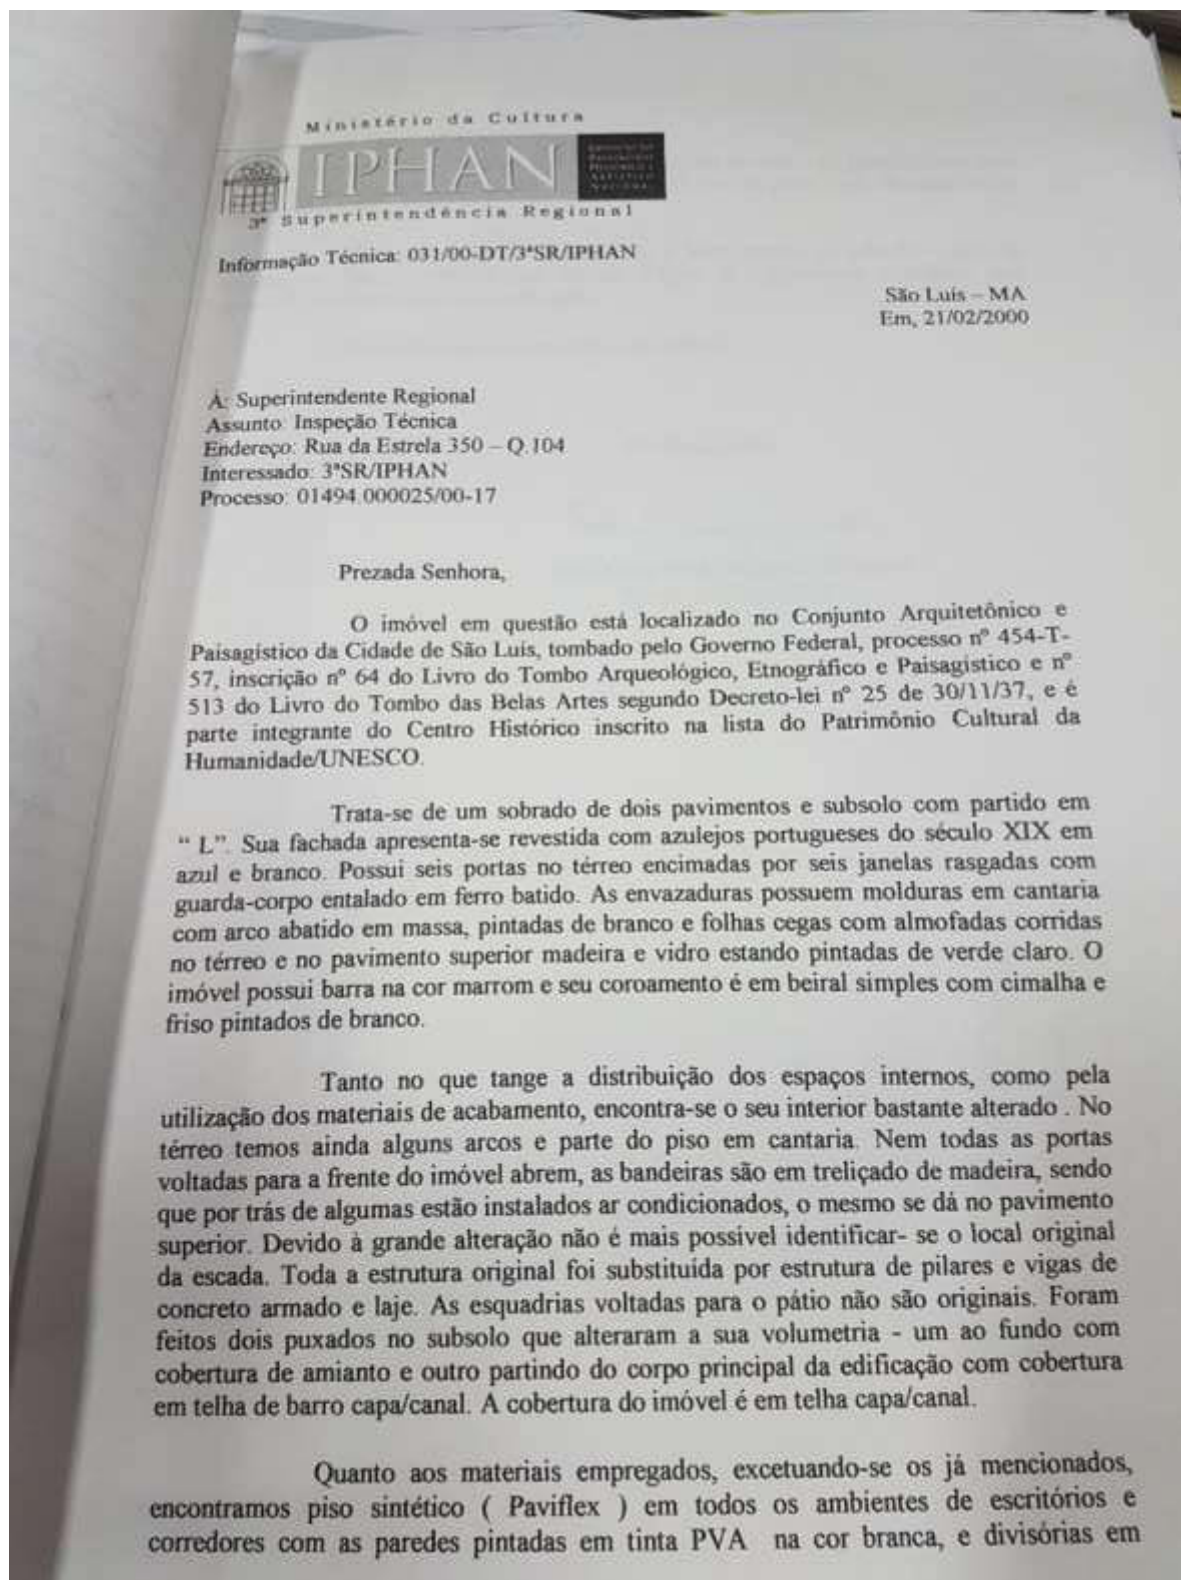 Ministério da Cultura
IPHAN
3ª Superintendência Regional
Informação Técnica: 031/00-DT/3ªSR/IPHAN
São Luís – MA
Em, 21/02/2000
À: Superintendente Regional
Assunto: Inspeção Técnica
Endereço: Rua da Estrela 350 – Q.104
Interessado: 3ªSR/IPHAN
Processo: 01494.000025/00-17
Prezada Senhora,
O imóvel em questão está localizado no Conjunto Arquitetônico e
Paisagístico da Cidade de São Luís, tombado pelo Governo Federal, processo nº 454-T-
57, inscrição nº 64 do Livro do Tombo Arqueológico, Etnográfico e Paisagístico e nº
513 do Livro do Tombo das Belas Artes segundo Decreto-lei nº 25 de 30/11/37, e é
parte integrante do Centro Histórico inscrito na lista do Patrimônio Cultural da
Humanidade/UNESCO.
Trata-se de um sobrado de dois pavimentos e subsolo com partido em
“ L”. Sua fachada apresenta-se revestida com azulejos portugueses do século XIX em
azul e branco. Possui seis portas no térreo encimadas por seis janelas rasgadas com
guarda-corpo entalado em ferro batido. As envazaduras possuem molduras em cantaria
com arco abatido em massa, pintadas de branco e folhas cegas com almofadas corridas
no térreo e no pavimento superior madeira e vidro estando pintadas de verde claro. O
imóvel possui barra na cor marrom e seu coroamento é em beiral simples com cimalha e
friso pintados de branco.
Tanto no que tange a distribuição dos espaços internos, como pela
utilização dos materiais de acabamento, encontra-se o seu interior bastante alterado . No
térreo temos ainda alguns arcos e parte do piso em cantaria. Nem todas as portas
voltadas para a frente do imóvel abrem, as bandeiras são em treliçado de madeira, sendo
que por trás de algumas estão instalados ar condicionados, o mesmo se dá no pavimento
superior. Devido à grande alteração não é mais possível identificar- se o local original
da escada. Toda a estrutura original foi substituída por estrutura de pilares e vigas de
concreto armado e laje. As esquadrias voltadas para o pátio não são originais. Foram
feitos dois puxados no subsolo que alteraram a sua volumetria - um ao fundo com
cobertura de amianto e outro partindo do corpo principal da edificação com cobertura
em telha de barro capa/canal. A cobertura do imóvel é em telha capa/canal.
Quanto aos materiais empregados, excetuando-se os já mencionados,
encontramos piso sintético ( Paviflex ) em todos os ambientes de escritórios e
corredores com as paredes pintadas em tinta PVA na cor branca, e divisórias em